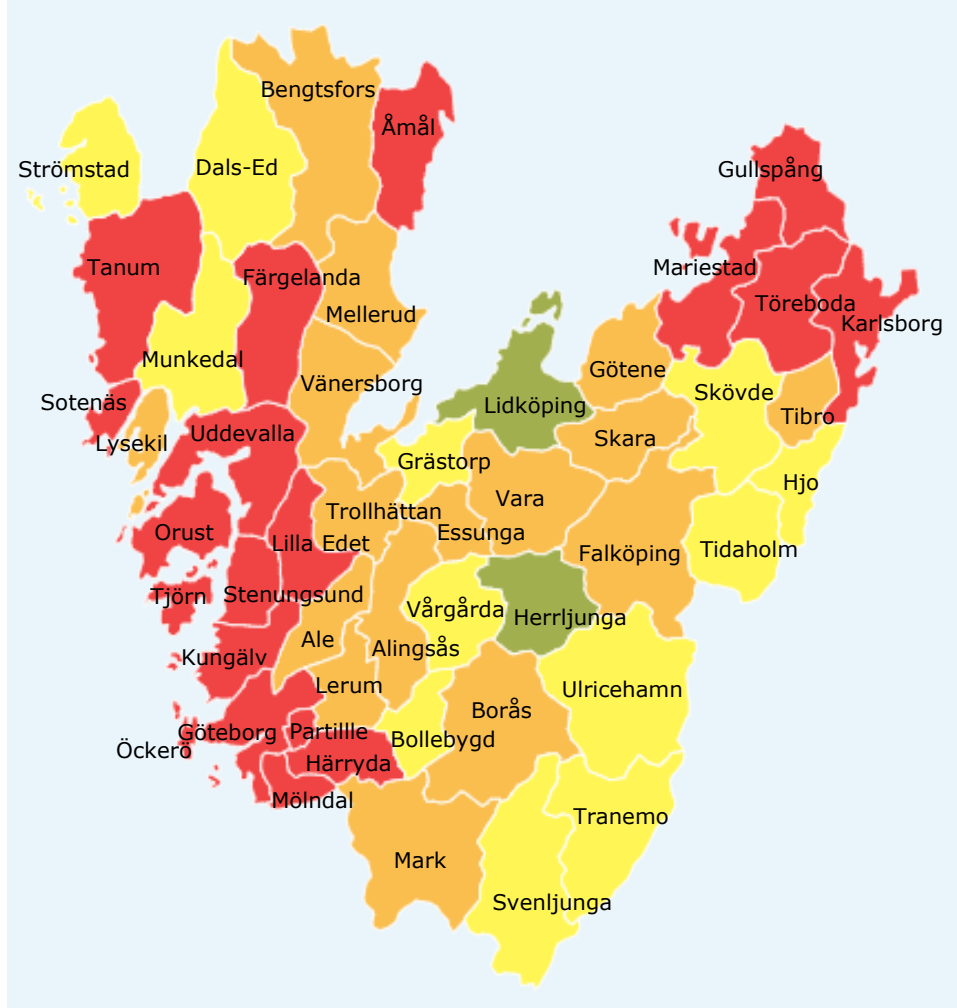 Bengtsfors
Åmål
Strömstad
Dals-Ed
Gullspång
Tanum
Färgelanda
Mariestad
Töreboda
Karlsborg
Mellerud
Munkedal
Vänersborg
Götene
Skövde
Sotenäs
Lidköping
Tibro
Lysekil
Uddevalla
Skara
Grästorp
Hjo
Vara
Trollhättan
Essunga
Orust
Lilla Edet
Falköping
Tidaholm
Tjörn
Stenungsund
Vårgårda
Herrljunga
Ale
Alingsås
Kungälv
Lerum
Ulricehamn
Borås
Göteborg
Partillle
Bollebygd
Öckerö
Härryda
Mölndal
Tranemo
Mark
Svenljunga